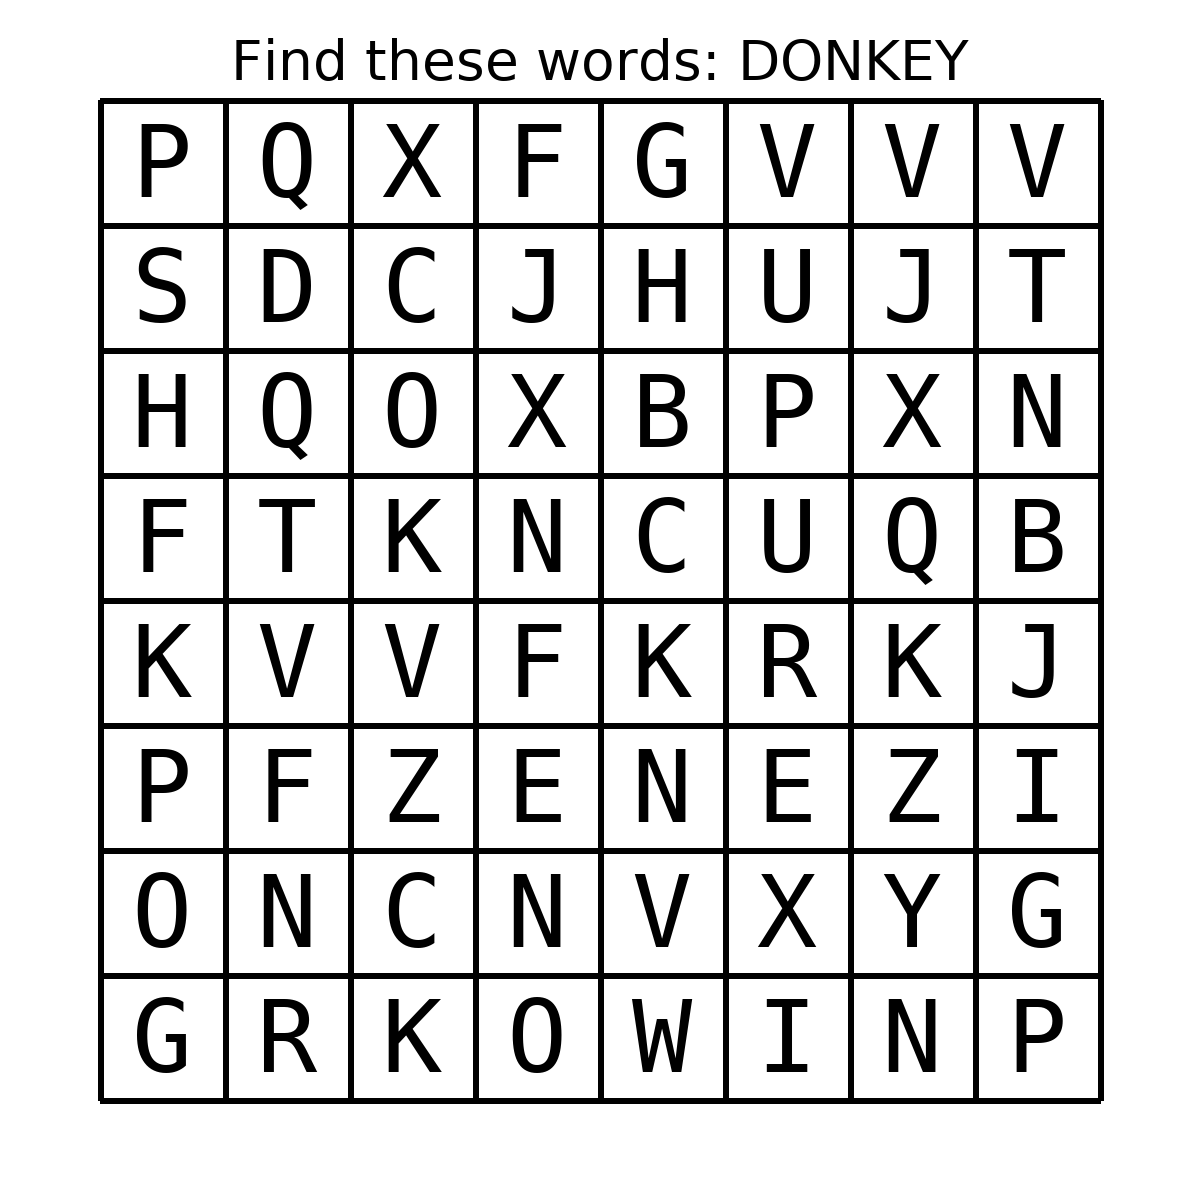 Find these words: DONKEY
P Q X F G V V V
S D C J H U J T
H Q O X B P X N
F T K N C U Q B
K V V F K R K J
P F Z E N E Z I
O N C N V X Y G
G R K O W I N P